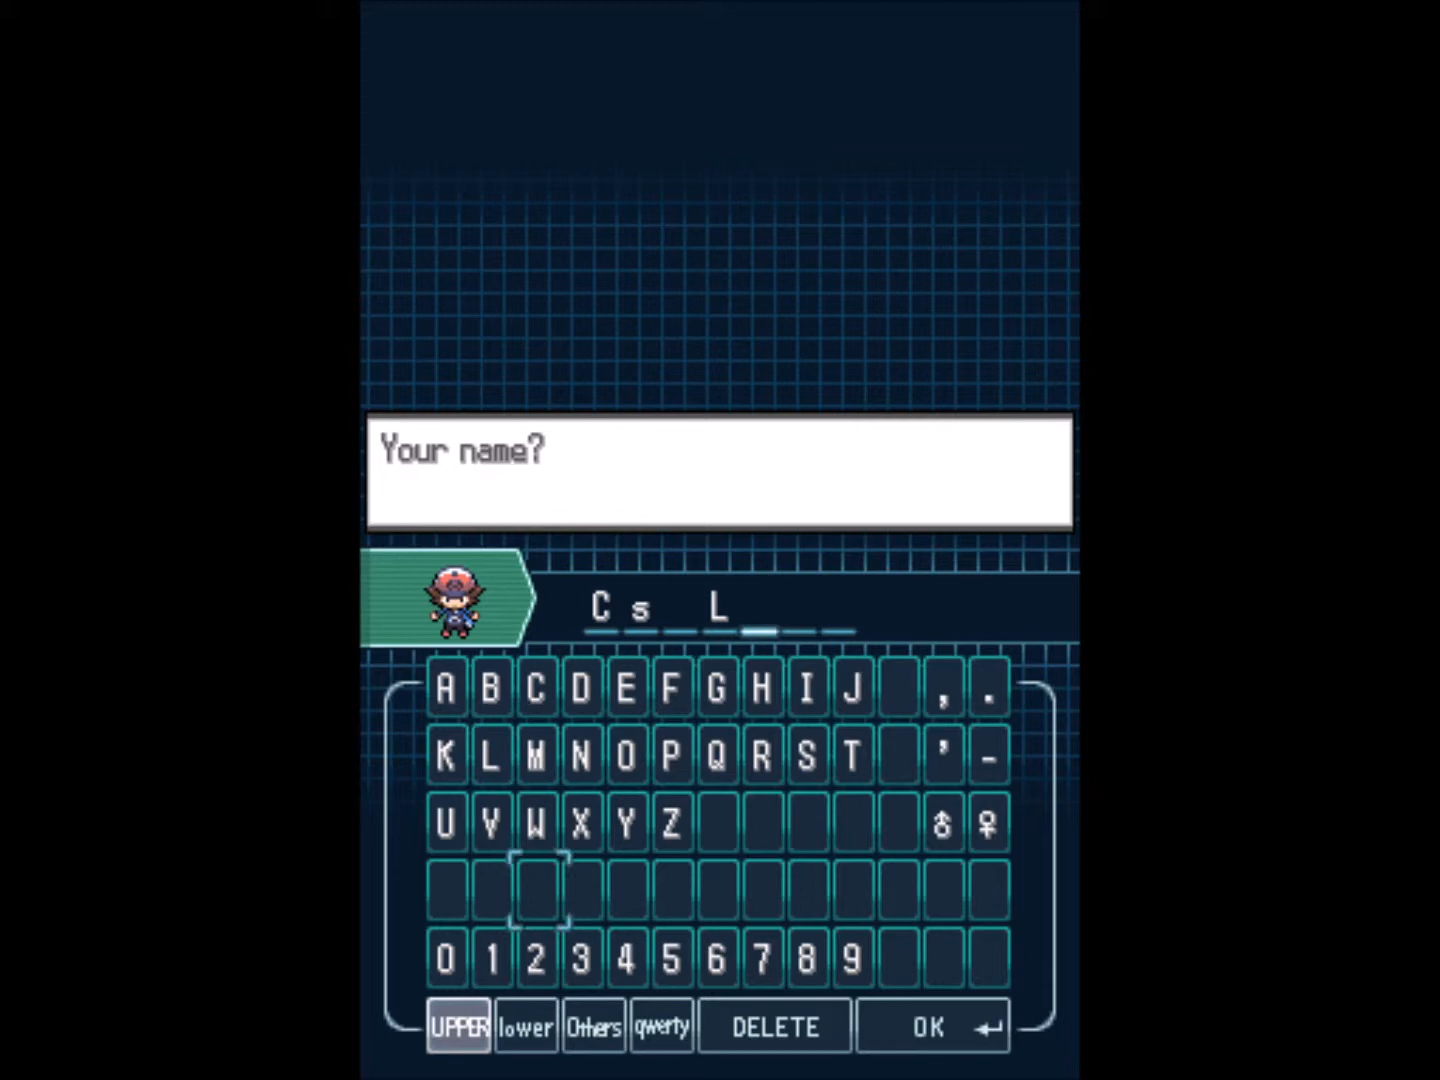 Your name?
C s L
A B C D E F G H I J , .
K L M N O P Q R S T ' -
U V W X Y Z ♂ ♀
0 1 2 3 4 5 6 7 8 9
UPPER lower Others qwerty DELETE OK